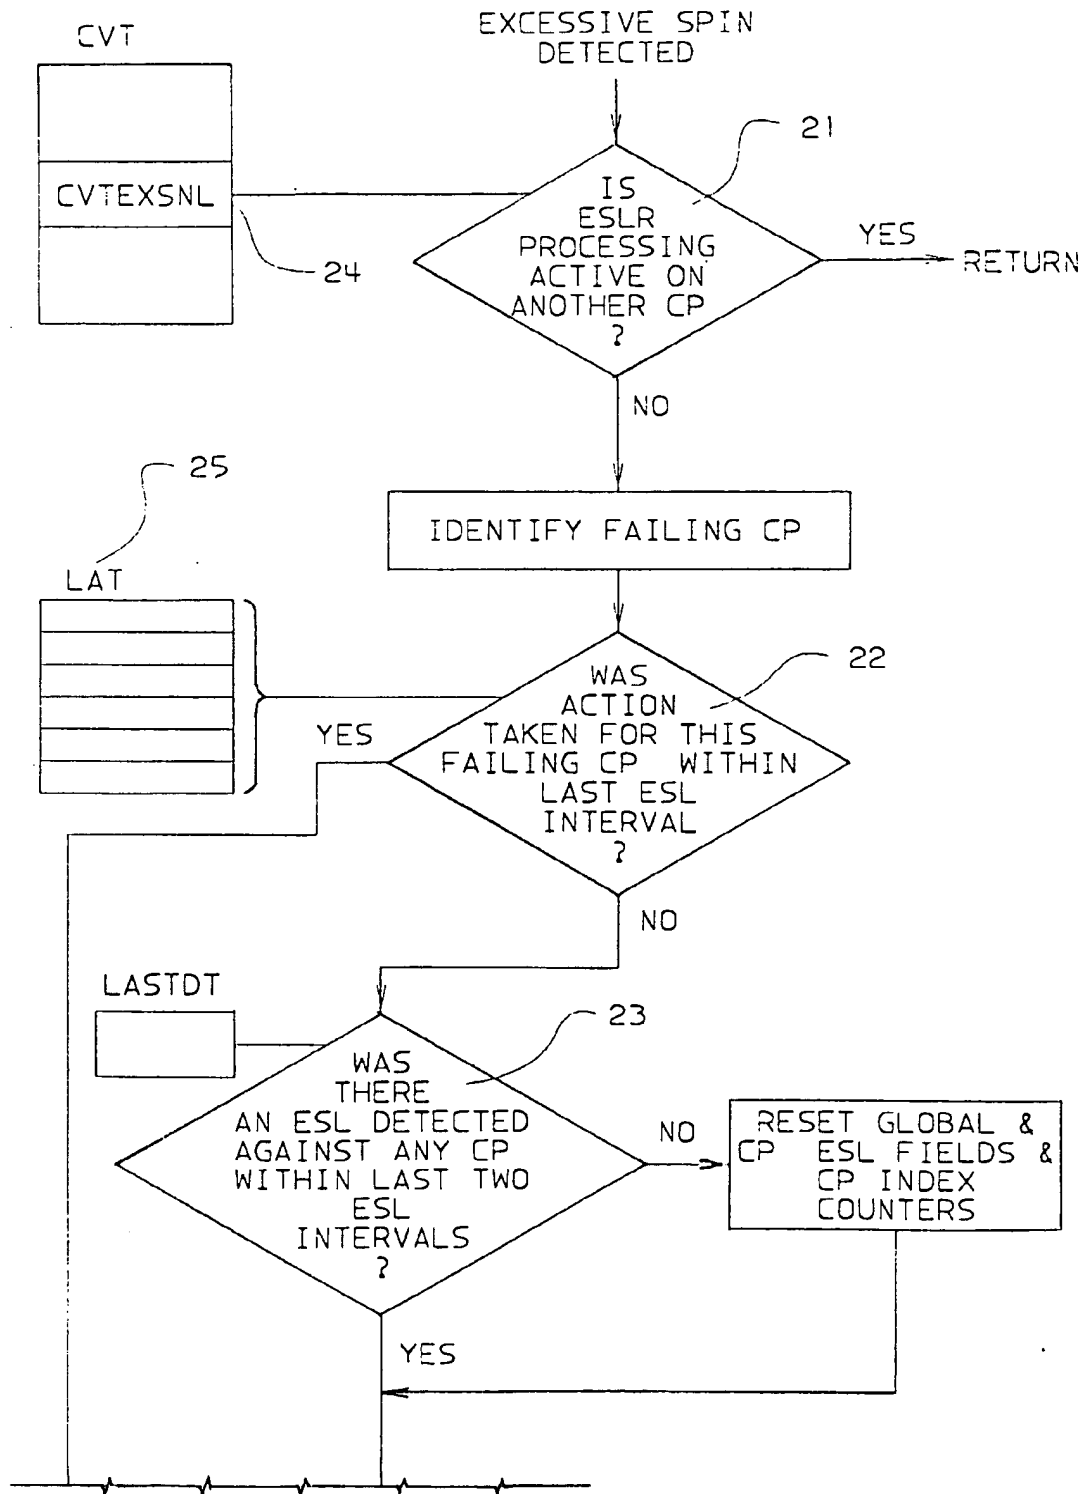 CVT
EXCESSIVE SPIN
DETECTED
21
CVTEXSNL
24
IS
ESLR
PROCESSING
ACTIVE ON
ANOTHER CP
?
YES
RETURN
NO
IDENTIFY FAILING CP
25
LAT
22
WAS
ACTION
TAKEN FOR THIS
FAILING CP WITHIN
LAST ESL
INTERVAL
?
YES
NO
LASTDT
23
WAS
THERE
AN ESL DETECTED
AGAINST ANY CP
WITHIN LAST TWO
ESL
INTERVALS
?
NO
RESET GLOBAL &
CP ESL FIELDS &
CP INDEX
COUNTERS
YES